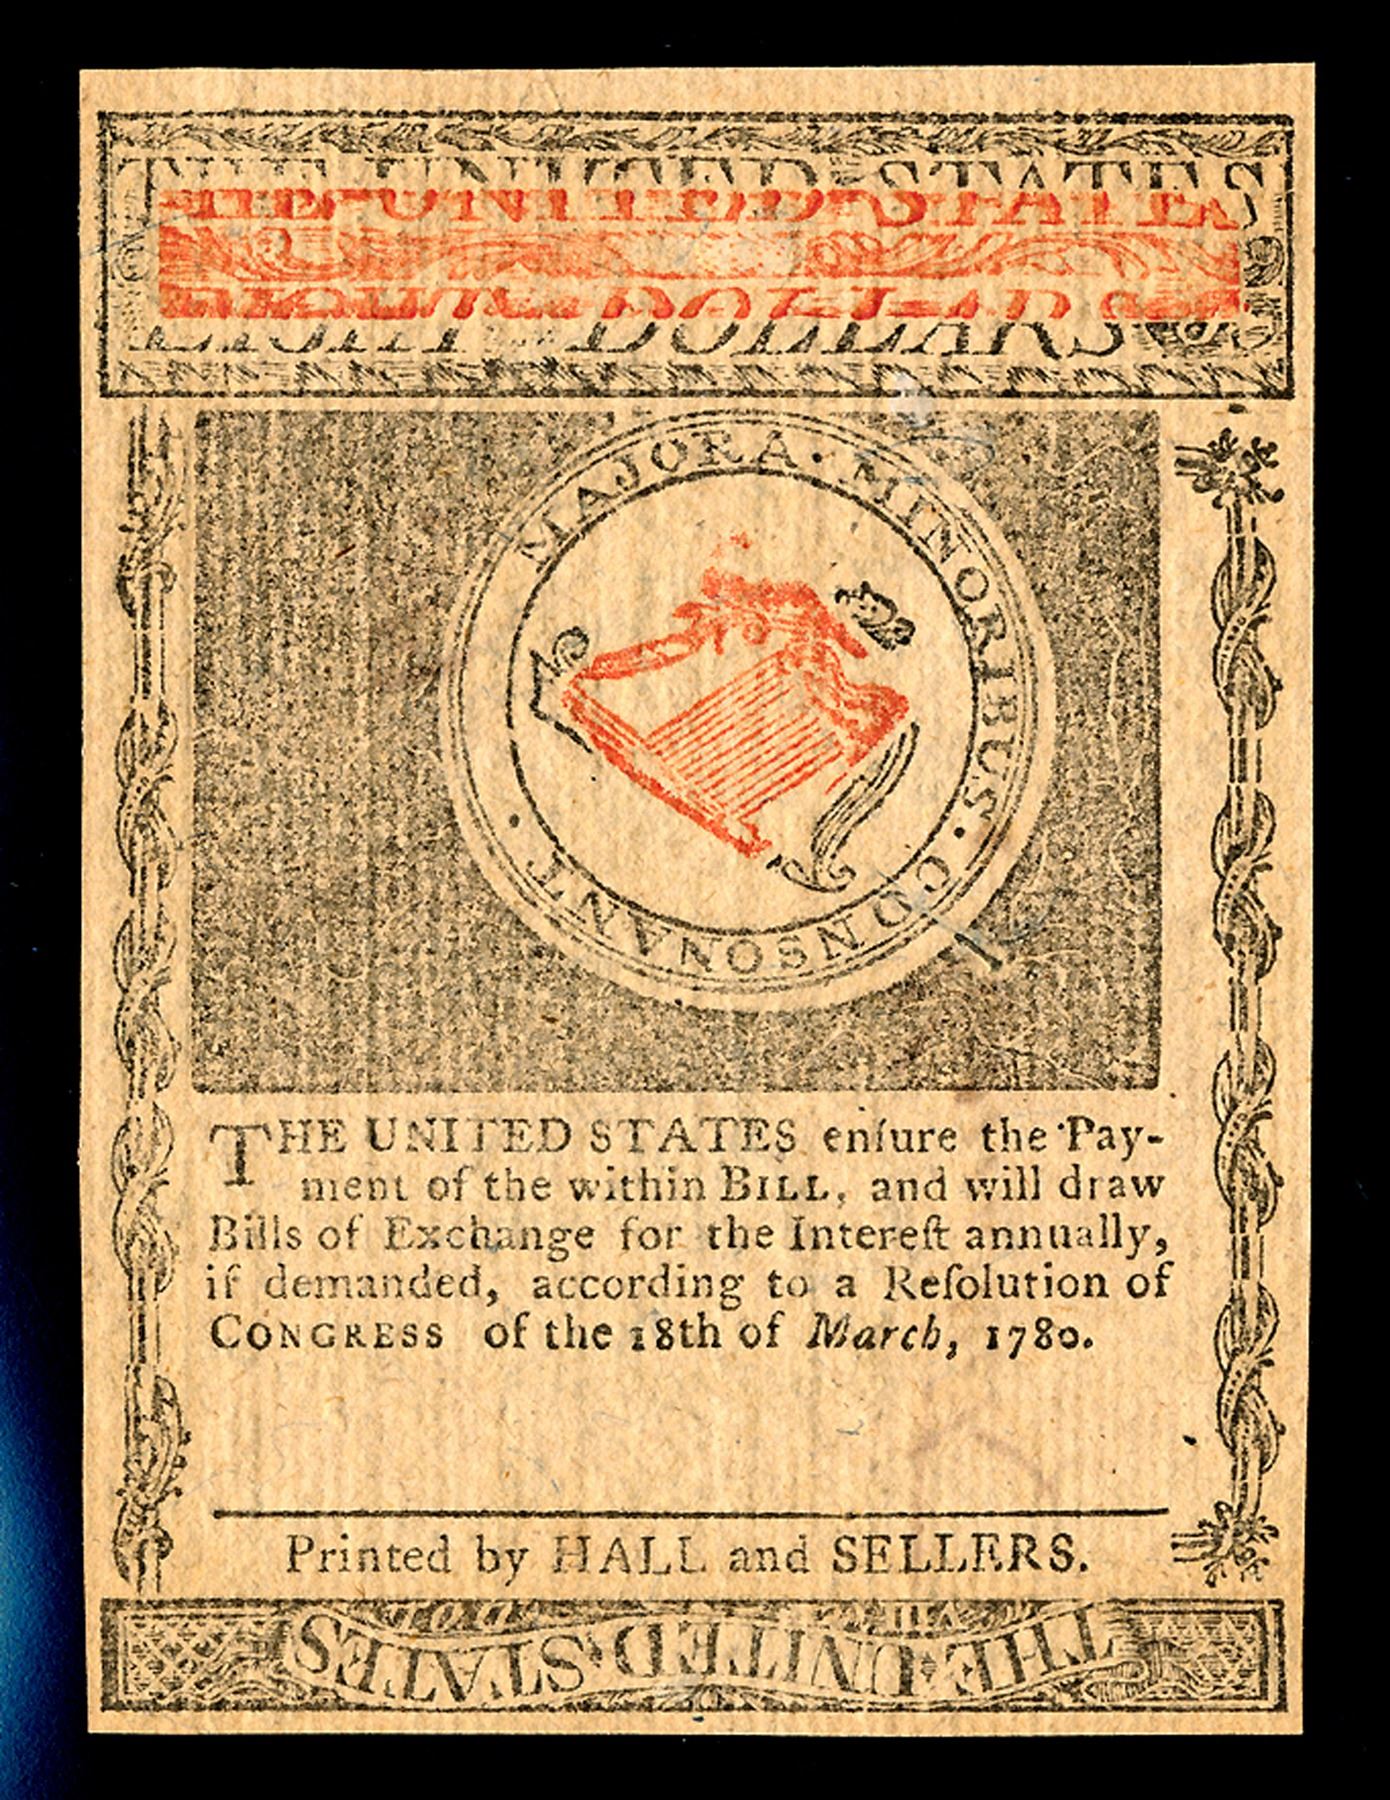 THE UNITED STATES
EIGHT DOLLARS
MAJORA · MINORIBUS · CONSONANT ·
THE UNITED STATES enſure the Pay-
ment of the within BILL, and will draw
Bills of Exchange for the Intereſt annually,
if demanded, according to a Reſolution of
CONGRESS of the 18th of March, 1780.
Printed by HALL and SELLERS.
THE UNITED STATES